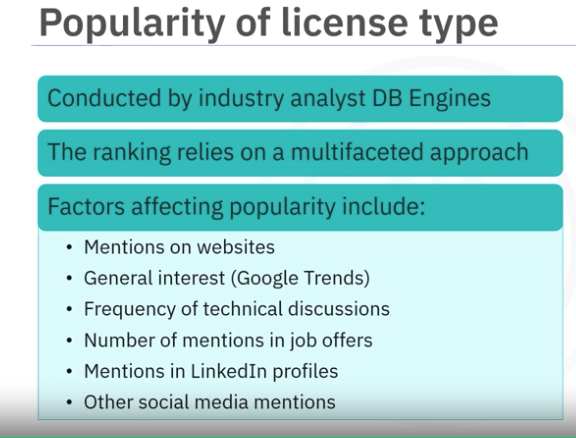 Popularity of license type
Conducted by industry analyst DB Engines
The ranking relies on a multifaceted approach
Factors affecting popularity include:
• Mentions on websites
• General interest (Google Trends)
• Frequency of technical discussions
• Number of mentions in job offers
• Mentions in LinkedIn profiles
• Other social media mentions